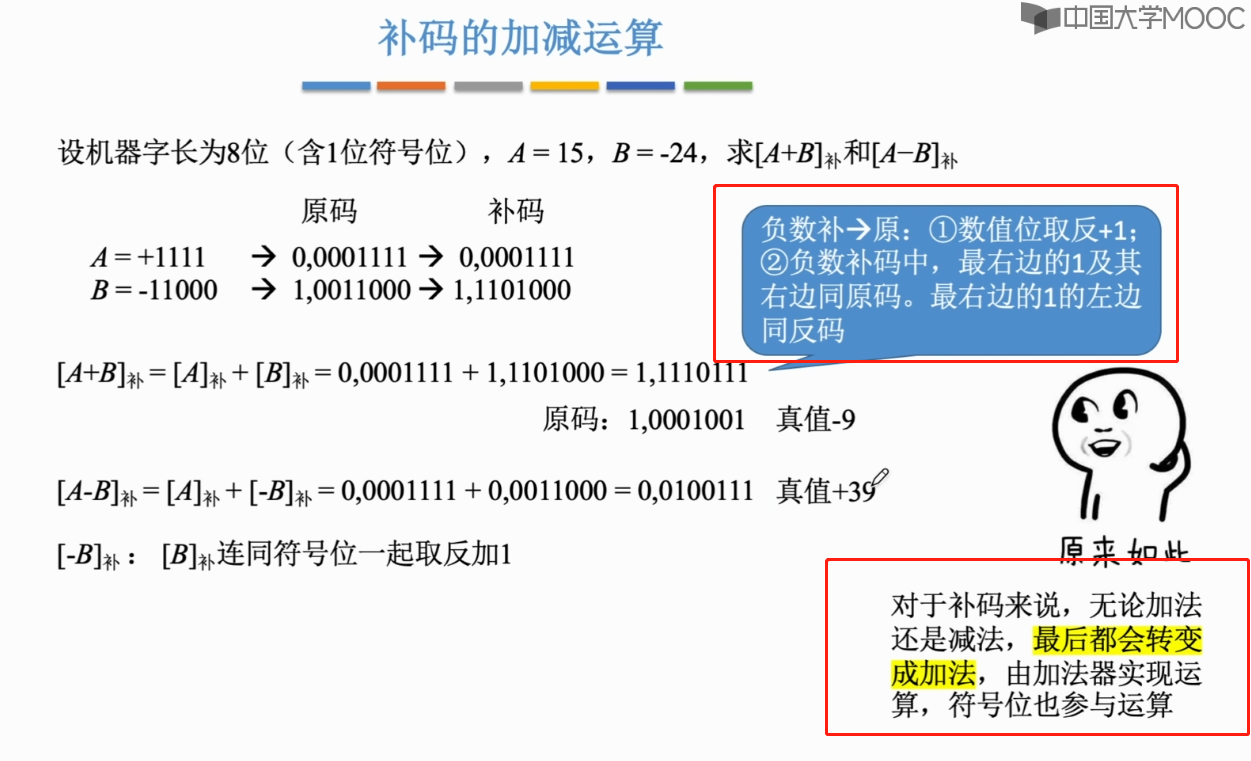 中国大学MOOC
补码的加减运算
设机器字长为8位（含1位符号位），A = 15，B = -24，求[A+B]补和[A−B]补
原码 补码
A = +1111 → 0,0001111 → 0,0001111
B = -11000 → 1,0011000 → 1,1101000
负数补→原：①数值位取反+1；
②负数补码中，最右边的1及其
右边同原码。最右边的1的左边
同反码
[A+B]补 = [A]补 + [B]补 = 0,0001111 + 1,1101000 = 1,1110111
原码：1,0001001 真值-9
[A-B]补 = [A]补 + [-B]补 = 0,0001111 + 0,0011000 = 0,0100111 真值+39
[-B]补： [B]补连同符号位一起取反加1
原来如此
对于补码来说，无论加法
还是减法，最后都会转变
成加法，由加法器实现运
算，符号位也参与运算